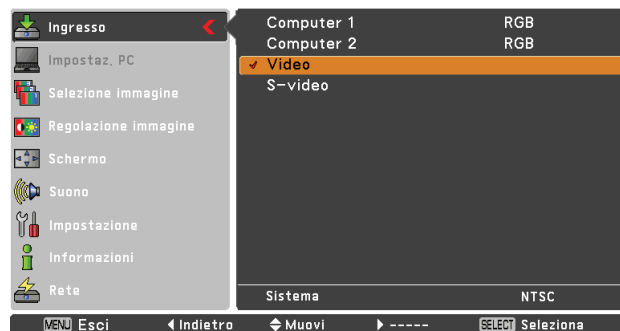 Ingresso
Impostaz. PC
Selezione immagine
Regolazione immagine
Schermo
Suono
Impostazione
Informazioni
Rete
Computer 1 RGB
Computer 2 RGB
Video
S-video
Sistema NTSC
MENU Esci Indietro Muovi ----- SELECT Seleziona